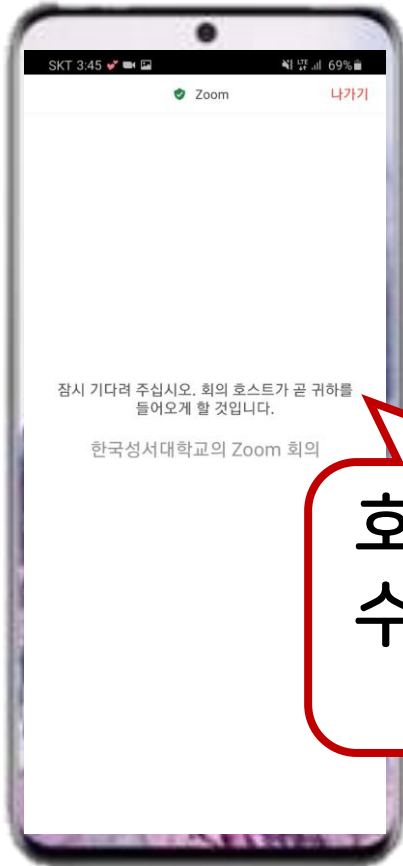 SKT 3:45
LTE 69%
Zoom
나가기
잠시 기다려 주십시오. 회의 호스트가 곧 귀하를
들어오게 할 것입니다.
한국성서대학교의 Zoom 회의
수